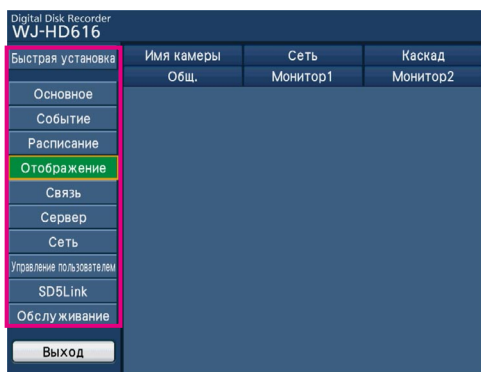 Digital Disk Recorder
WJ-HD616
Быстрая установка
Основное
Событие
Расписание
Отображение
Связь
Сервер
Сеть
Управление пользователем
SD5Link
Обслуживание
Выход
Имя камеры Сеть Каскад
Общ. Монитор1 Монитор2